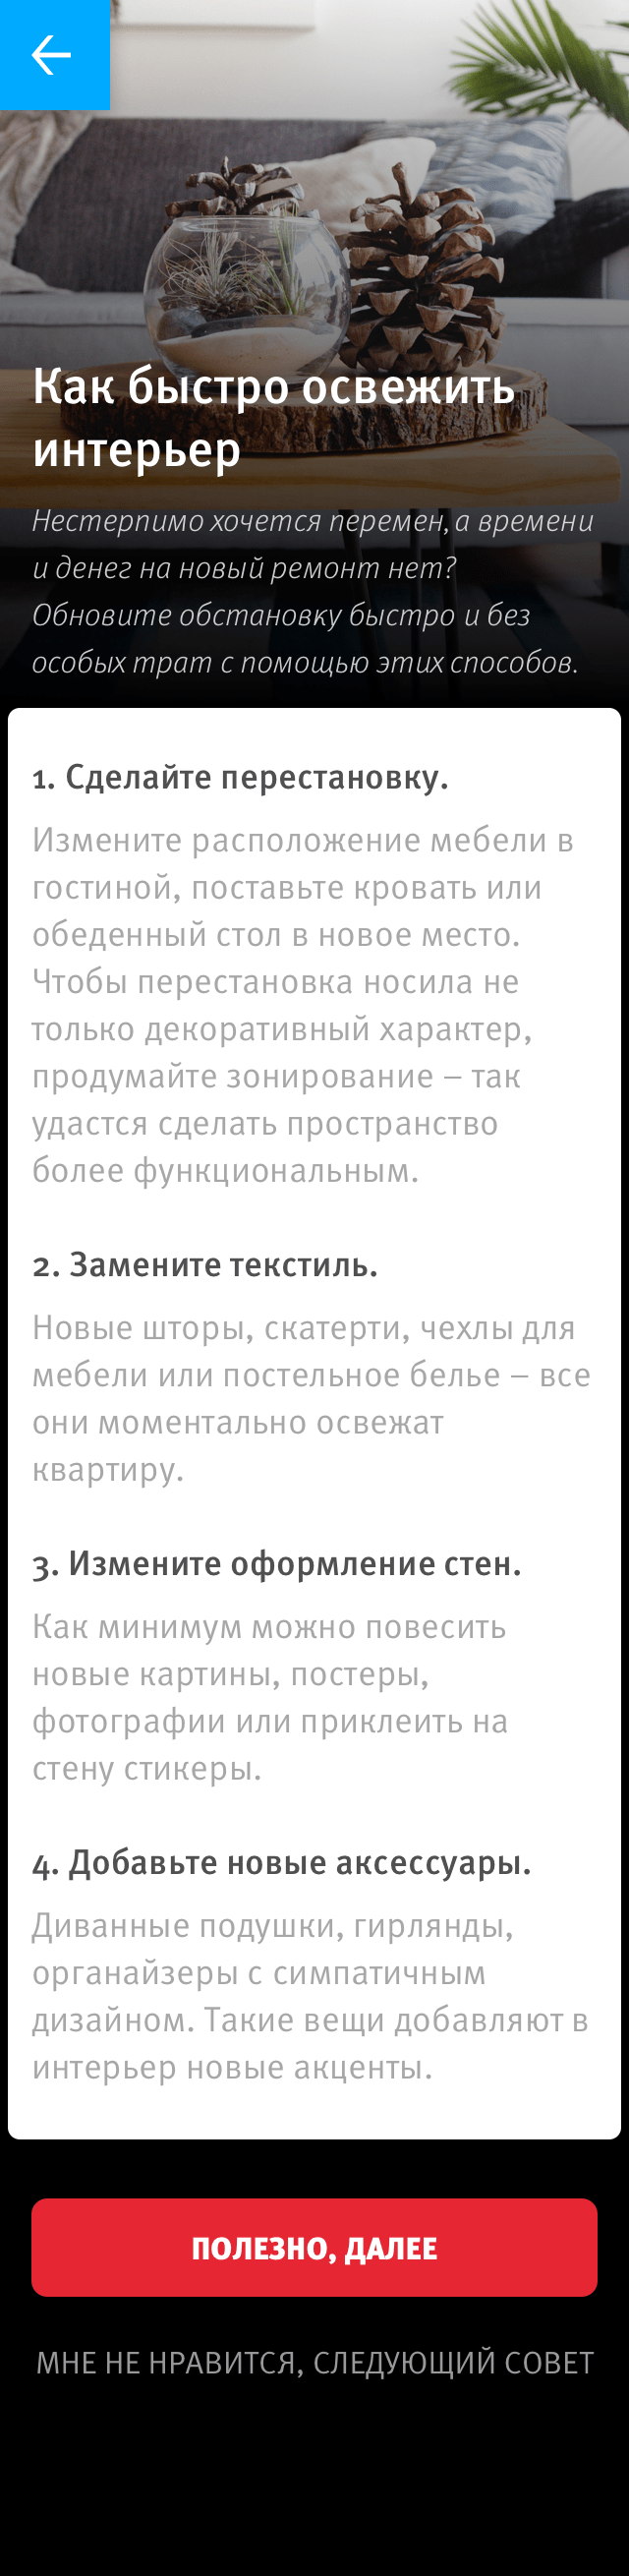 Как быстро освежить
интерьер
Нестерпимо хочется перемен, а времени
и денег на новый ремонт нет?
Обновите обстановку быстро и без
особых трат с помощью этих способов.
1. Сделайте перестановку.
Измените расположение мебели в
гостиной, поставьте кровать или
обеденный стол в новое место.
Чтобы перестановка носила не
только декоративный характер,
продумайте зонирование – так
удастся сделать пространство
более функциональным.
2. Замените текстиль.
Новые шторы, скатерти, чехлы для
мебели или постельное белье – все
они моментально освежат
квартиру.
3. Измените оформление стен.
Как минимум можно повесить
новые картины, постеры,
фотографии или приклеить на
стену стикеры.
4. Добавьте новые аксессуары.
Диванные подушки, гирлянды,
органайзеры с симпатичным
дизайном. Такие вещи добавляют в
интерьер новые акценты.
ПОЛЕЗНО, ДАЛЕЕ
МНЕ НЕ НРАВИТСЯ, СЛЕДУЮЩИЙ СОВЕТ